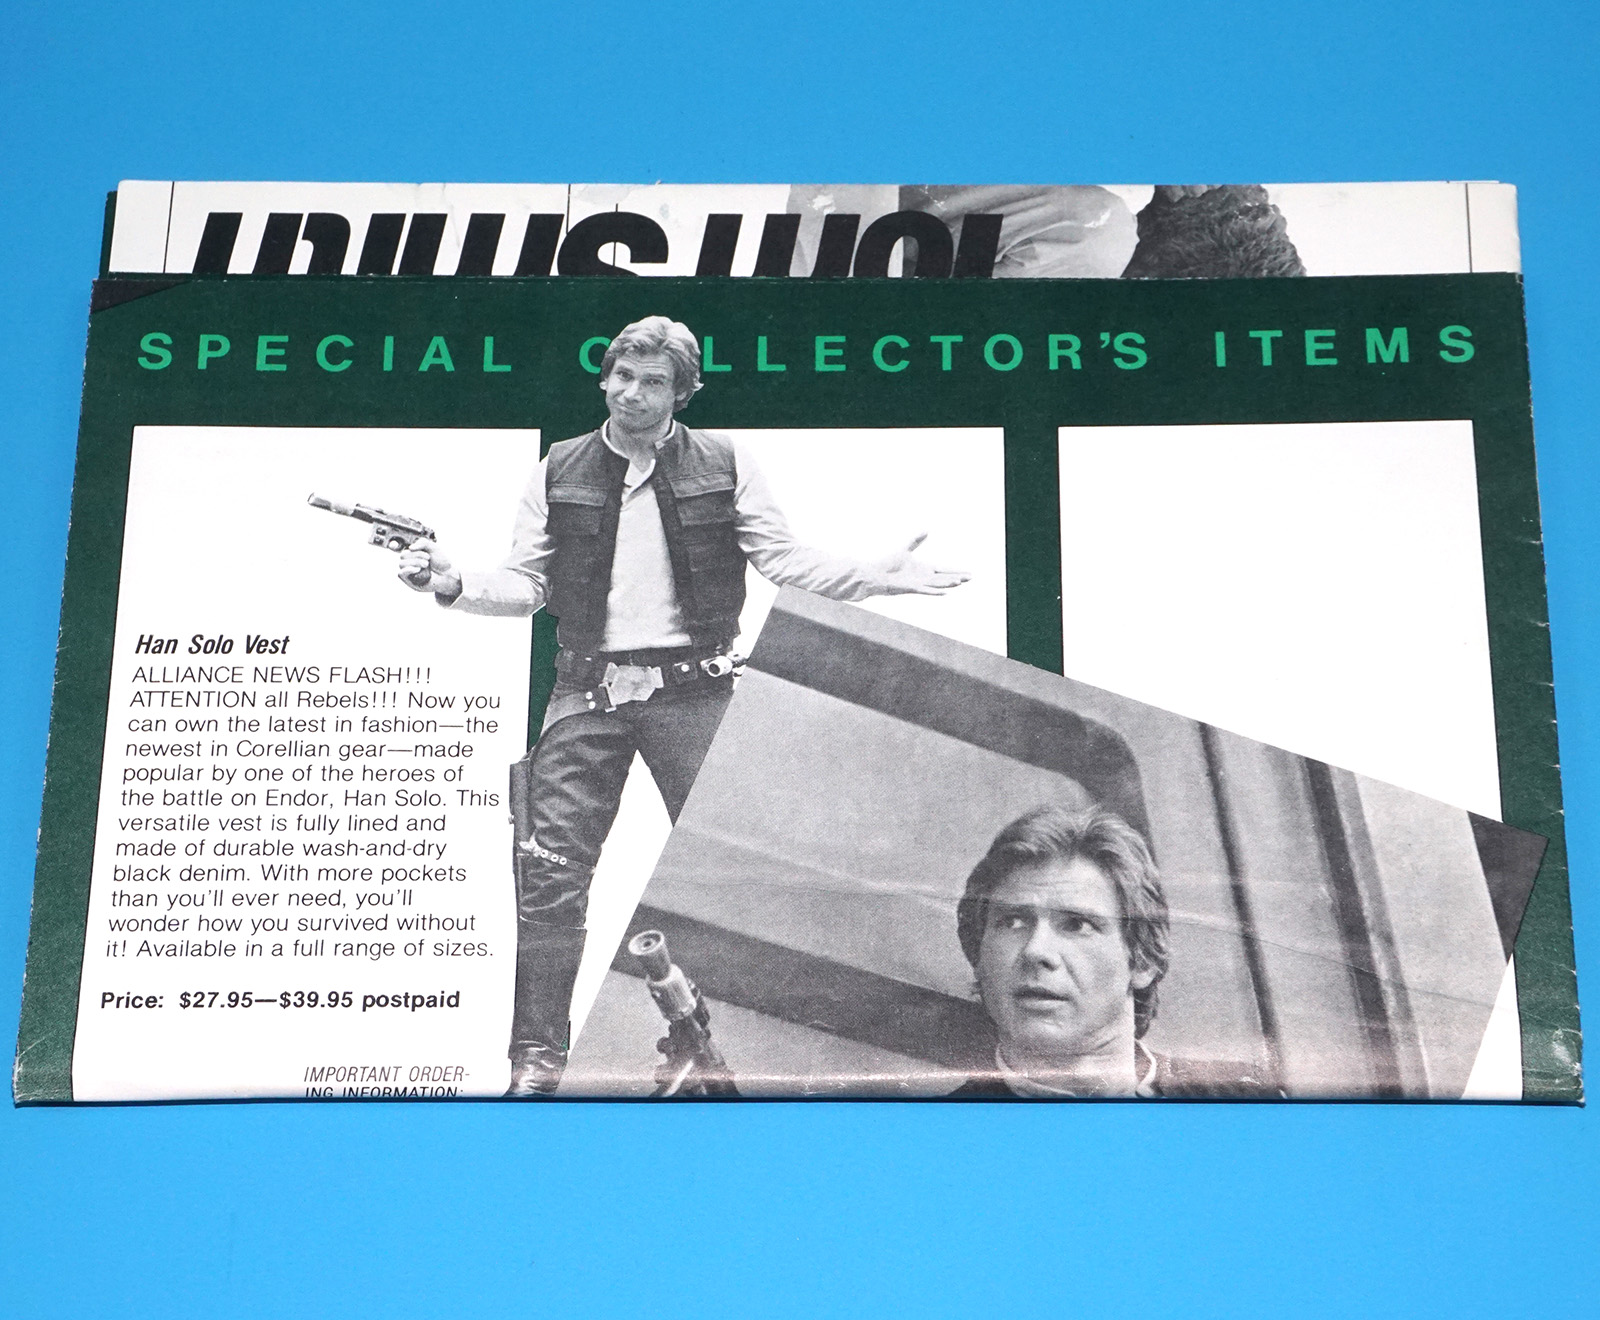 SPECIAL COLLECTOR'S ITEMS
Han Solo Vest
ALLIANCE NEWS FLASH!!!
ATTENTION all Rebels!!! Now you
can own the latest in fashion—the
newest in Corellian gear—made
popular by one of the heroes of
the battle on Endor, Han Solo. This
versatile vest is fully lined and
made of durable wash-and-dry
black denim. With more pockets
than you'll ever need, you'll
wonder how you survived without
it! Available in a full range of sizes.
Price: $27.95—$39.95 postpaid
IMPORTANT ORDER-
ING INFORMATION: